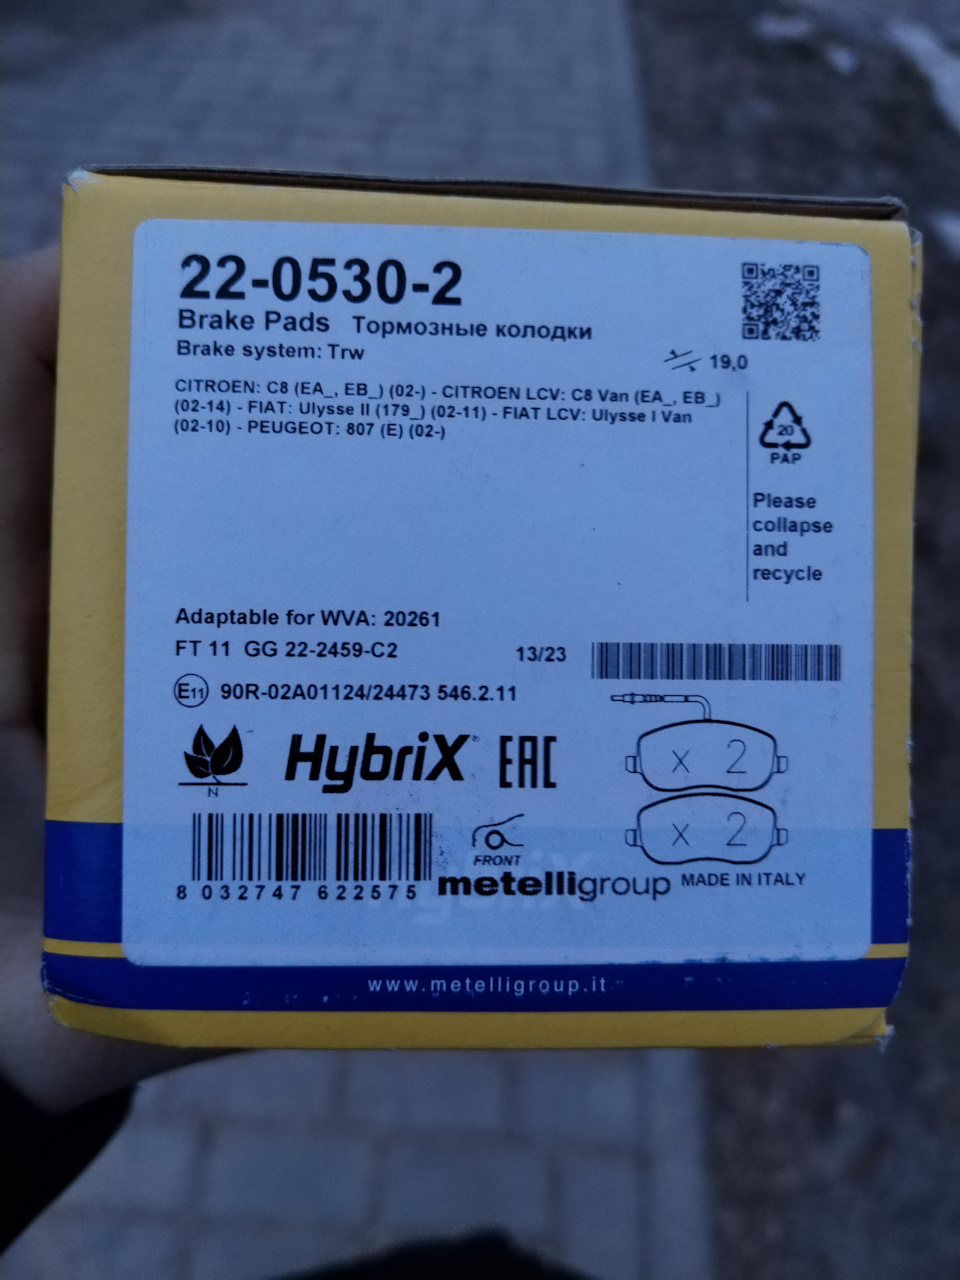 22-0530-2
Brake Pads Тормозные колодки
Brake system: Trw
19,0
CITROEN: C8 (EA_, EB_) (02-) - CITROEN LCV: C8 Van (EA_, EB_)
(02-14) - FIAT: Ulysse II (179_) (02-11) - FIAT LCV: Ulysse I Van
(02-10) - PEUGEOT: 807 (E) (02-)
20
PAP
Please
collapse
and
recycle
Adaptable for WVA: 20261
FT 11 GG 22-2459-C2
13/23
E11 90R-02A01124/24473 546.2.11
N
HybriX® EAC
x 2
x 2
FRONT
8 032747 622575
metelligroup MADE IN ITALY
www.metelligroup.it